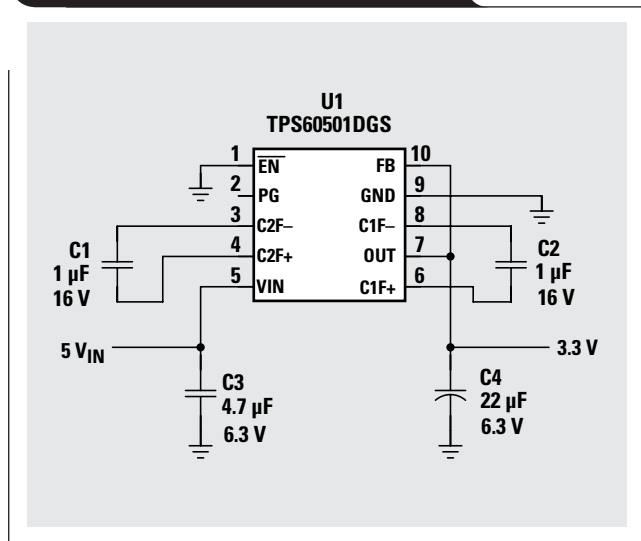 U1
TPS60501DGS
1 EN FB 10
2 PG GND 9
3 C2F– C1F– 8
4 C2F+ OUT 7
5 VIN C1F+ 6
C1
1 µF
16 V
C2
1 µF
16 V
5 VIN
3.3 V
C3
4.7 µF
6.3 V
C4
22 µF
6.3 V